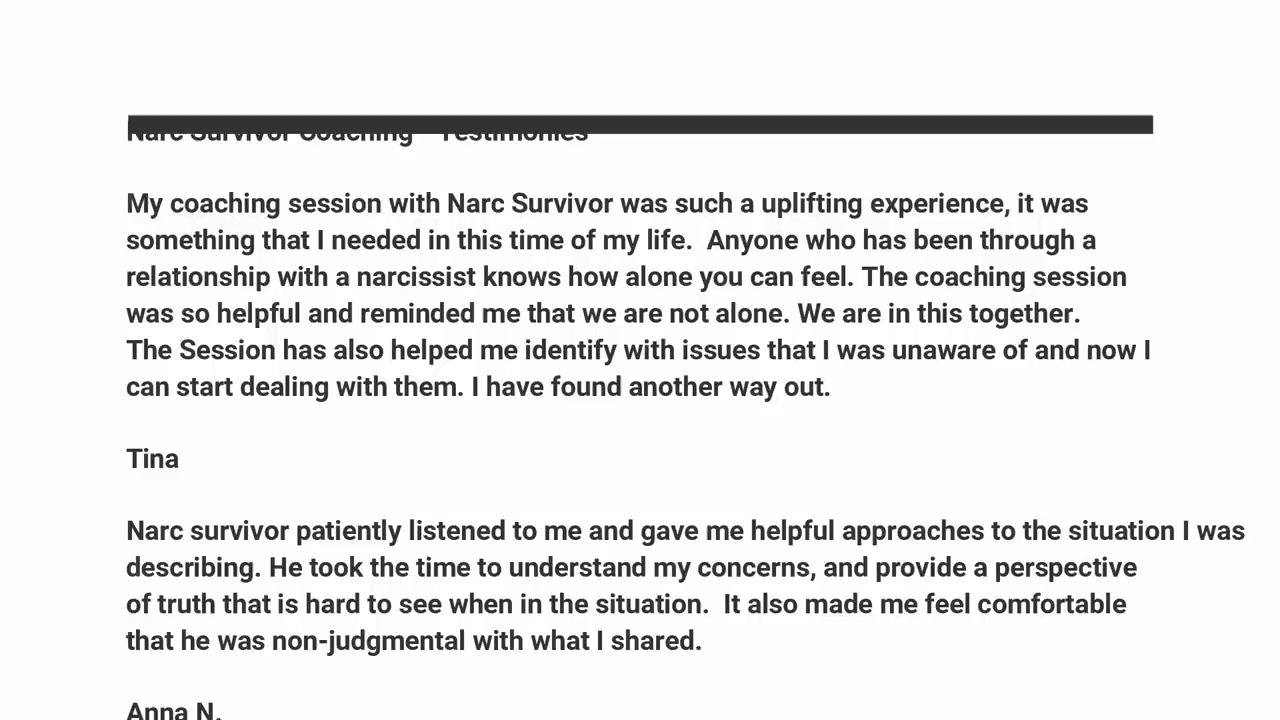 Narc Survivor Coaching - Testimonies
My coaching session with Narc Survivor was such a uplifting experience, it was
something that I needed in this time of my life.  Anyone who has been through a
relationship with a narcissist knows how alone you can feel. The coaching session
was so helpful and reminded me that we are not alone. We are in this together.
The Session has also helped me identify with issues that I was unaware of and now I
can start dealing with them. I have found another way out.
Tina
Narc survivor patiently listened to me and gave me helpful approaches to the situation I was
describing. He took the time to understand my concerns, and provide a perspective
of truth that is hard to see when in the situation.  It also made me feel comfortable
that he was non-judgmental with what I shared.
Anna N.